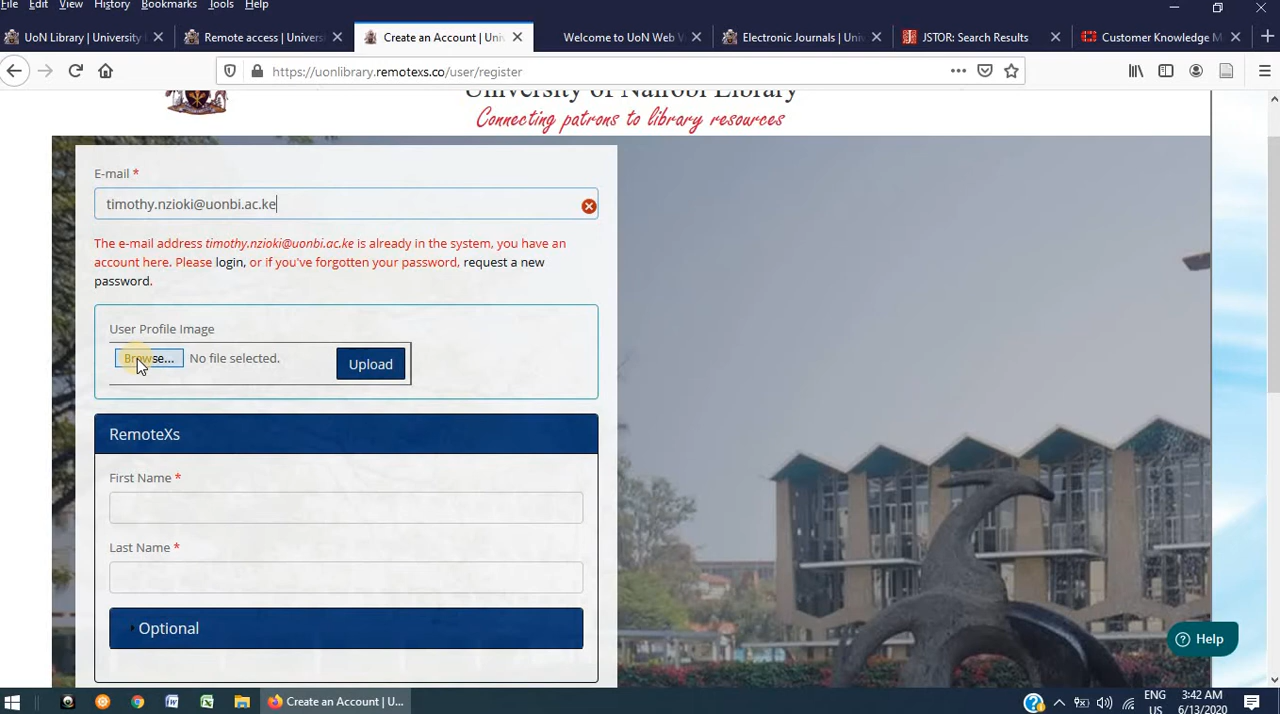 File Edit View History Bookmarks Tools Help
UoN Library | University
Remote access | Universi
Create an Account | Univ
Welcome to UoN Web
Electronic Journals | Univ
JSTOR: Search Results
Customer Knowledge M
https://uonlibrary.remotexs.co/user/register
University of Nairobi Library
Connecting patrons to library resources
E-mail *
timothy.nzioki@uonbi.ac.ke
The e-mail address timothy.nzioki@uonbi.ac.ke is already in the system, you have an
account here. Please login, or if you've forgotten your password, request a new
password.
User Profile Image
Browse... No file selected.
Upload
RemoteXs
First Name *
Last Name *
Optional
Help
Create an Account | U...
ENG
US
3:42 AM
6/13/2020